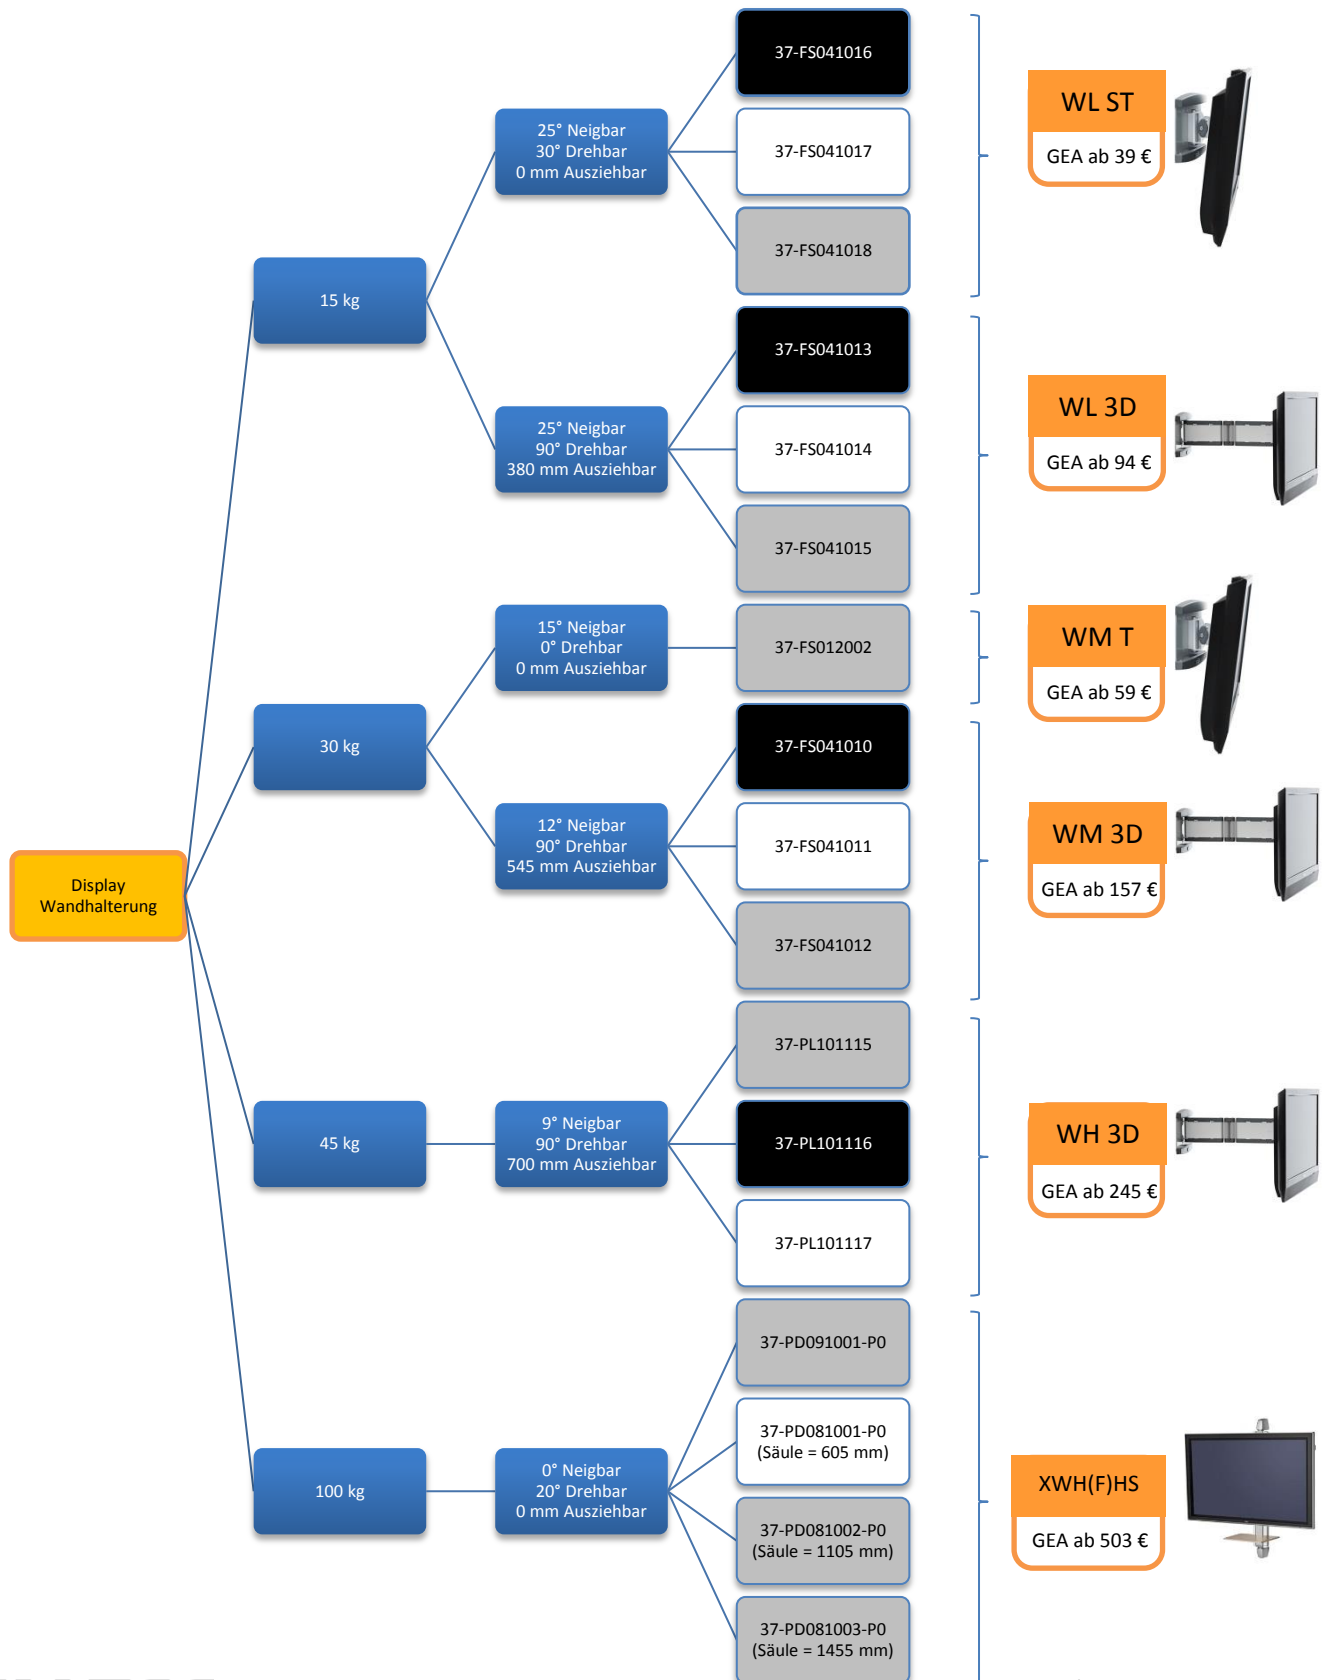 37-FS041016
WL ST
GEA ab 39 €
25° Neigbar
30° Drehbar
0 mm Ausziehbar
37-FS041017
37-FS041018
15 kg
37-FS041013
WL 3D
GEA ab 94 €
25° Neigbar
90° Drehbar
380 mm Ausziehbar
37-FS041014
37-FS041015
15° Neigbar
0° Drehbar
0 mm Ausziehbar
37-FS012002
WM T
GEA ab 59 €
30 kg
37-FS041010
12° Neigbar
90° Drehbar
545 mm Ausziehbar
37-FS041011
WM 3D
GEA ab 157 €
Display
Wandhalterung
37-FS041012
37-PL101115
45 kg
9° Neigbar
90° Drehbar
700 mm Ausziehbar
37-PL101116
WH 3D
GEA ab 245 €
37-PL101117
37-PD091001-P0
37-PD081001-P0
(Säule = 605 mm)
100 kg
0° Neigbar
20° Drehbar
0 mm Ausziehbar
XWH(F)HS
GEA ab 503 €
37-PD081002-P0
(Säule = 1105 mm)
37-PD081003-P0
(Säule = 1455 mm)